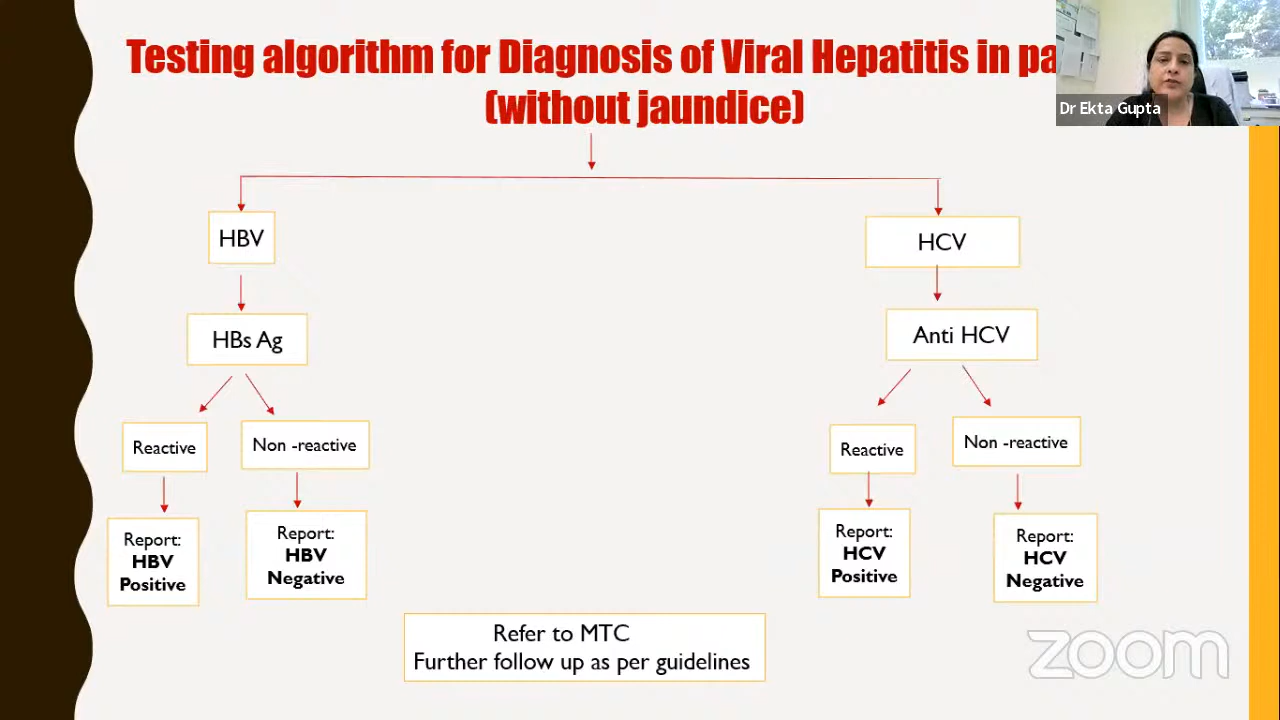 Testing algorithm for Diagnosis of Viral Hepatitis in
(without jaundice)
Dr Ekta Gupta
HBV
HCV
HBs Ag
Anti HCV
Reactive
Non -reactive
Reactive
Non -reactive
Report:
HBV
Positive
Report:
HBV
Negative
Report:
HCV
Positive
Report:
HCV
Negative
Refer to MTC
Further follow up as per guidelines
zoom